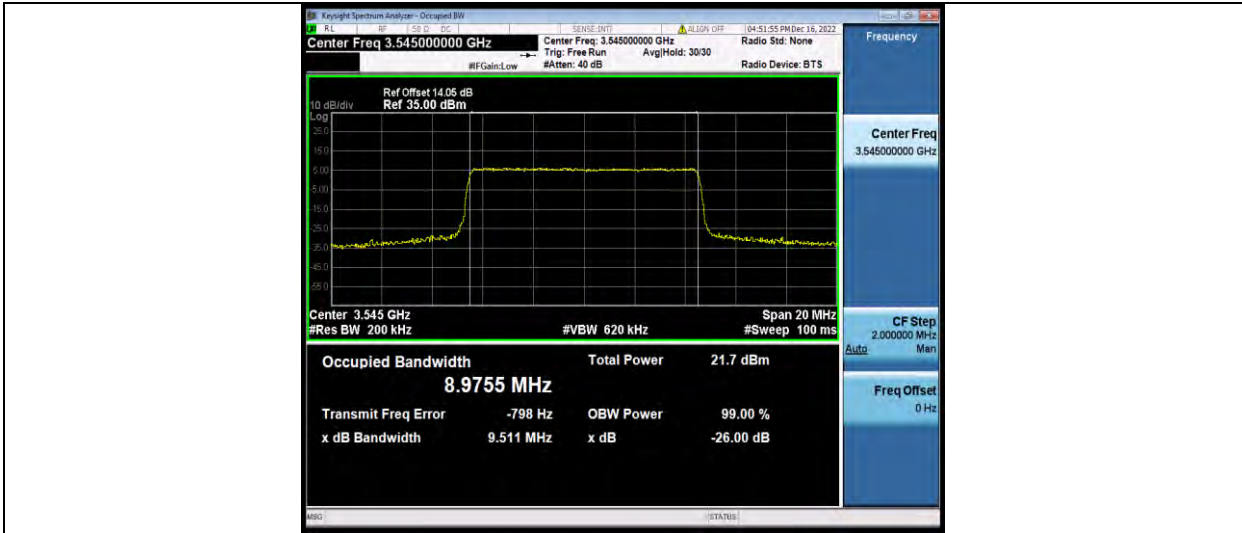 Keysight Spectrum Analyzer - Occupied BW
RL RF 50 Ω DC SENSE:INT ALIGN OFF 04:51:55 PM Dec 16, 2022
Center Freq 3.545000000 GHz
Center Freq: 3.545000000 GHz
Radio Std: None
Trig: Free Run Avg|Hold: 30/30
#IFGain:Low #Atten: 40 dB Radio Device: BTS
Frequency
Ref Offset 14.05 dB
10 dB/div Ref 35.00 dBm
Log
25.0
15.0
5.00
-5.00
-15.0
-25.0
-35.0
-45.0
-55.0
Center 3.545 GHz Span 20 MHz
#Res BW 200 kHz #VBW 620 kHz #Sweep 100 ms
Center Freq
3.545000000 GHz
CF Step
2.000000 MHz
Auto Man
Freq Offset
0 Hz
Occupied Bandwidth Total Power 21.7 dBm
8.9755 MHz
Transmit Freq Error -798 Hz OBW Power 99.00 %
x dB Bandwidth 9.511 MHz x dB -26.00 dB
MSG STATUS